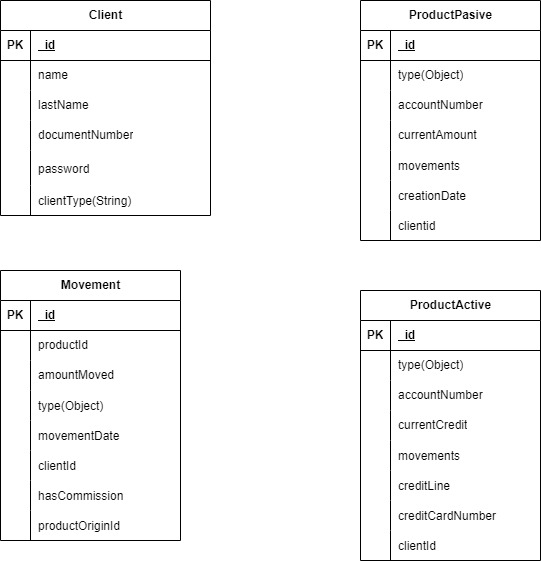 Client
PK _id
name
lastName
documentNumber
password
clientType(String)
ProductPasive
PK _id
type(Object)
accountNumber
currentAmount
movements
creationDate
clientid
Movement
PK _id
productId
amountMoved
type(Object)
movementDate
clientId
hasCommission
productOriginId
ProductActive
PK _id
type(Object)
accountNumber
currentCredit
movements
creditLine
creditCardNumber
clientId